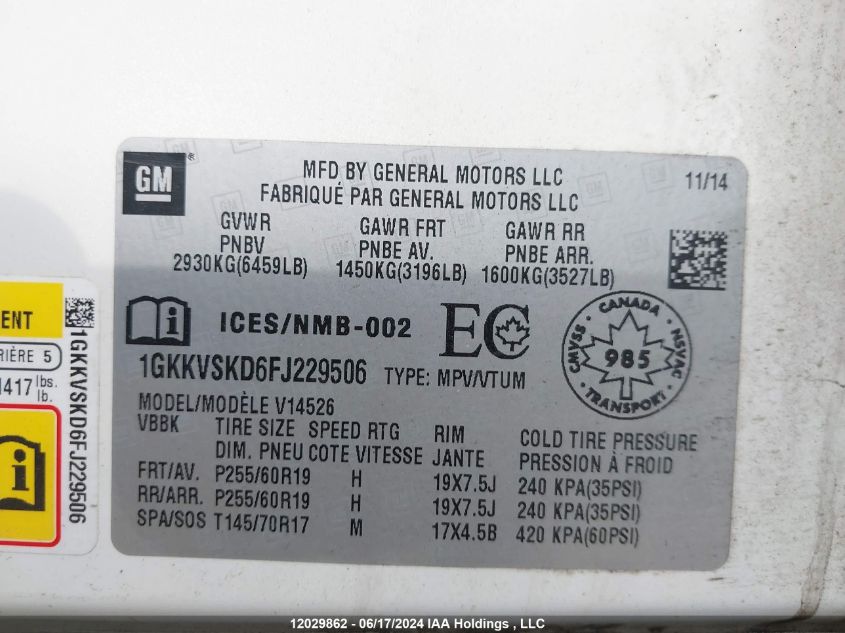 GM ®
MFD BY GENERAL MOTORS LLC
FABRIQUÉ PAR GENERAL MOTORS LLC
11/14
GVWR GAWR FRT GAWR RR
PNBV PNBE AV. PNBE ARR.
2930KG(6459LB) 1450KG(3196LB) 1600KG(3527LB)
ICES/NMB-002 EC
CANADA CMVSS NSVAC 985 TRANSPORT
1GKKVSKD6FJ229506 TYPE: MPV/VTUM
MODEL/MODÈLE V14526
VBBK TIRE SIZE SPEED RTG RIM COLD TIRE PRESSURE
DIM. PNEU COTE VITESSE JANTE PRESSION À FROID
FRT/AV. P255/60R19 H 19X7.5J 240 KPA(35PSI)
RR/ARR. P255/60R19 H 19X7.5J 240 KPA(35PSI)
SPA/SOS T145/70R17 M 17X4.5B 420 KPA(60PSI)
ENT
RIÈRE 5
1417 lbs.
lb.
1GKKVSKD6FJ229506
12029862 - 06/17/2024 IAA Holdings , LLC